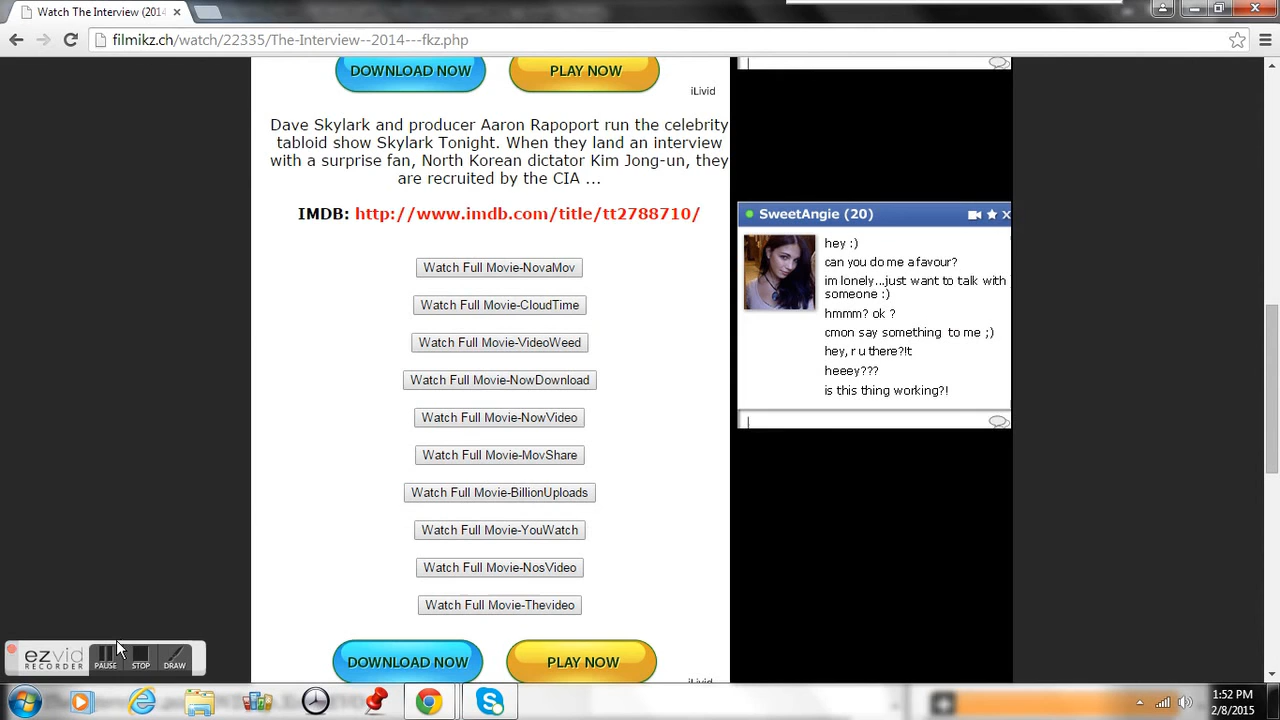 Watch The Interview (2014
filmikz.ch/watch/22335/The-Interview--2014---fkz.php
DOWNLOAD NOW
PLAY NOW
iLivid
Dave Skylark and producer Aaron Rapoport run the celebrity
tabloid show Skylark Tonight. When they land an interview
with a surprise fan, North Korean dictator Kim Jong-un, they
are recruited by the CIA ...
IMDB: http://www.imdb.com/title/tt2788710/
Watch Full Movie-NovaMov
Watch Full Movie-CloudTime
Watch Full Movie-VideoWeed
Watch Full Movie-NowDownload
Watch Full Movie-NowVideo
Watch Full Movie-MovShare
Watch Full Movie-BillionUploads
Watch Full Movie-YouWatch
Watch Full Movie-NosVideo
Watch Full Movie-Thevideo
DOWNLOAD NOW
PLAY NOW
iLivid
SweetAngie (20)
hey :)
can you do me a favour?
im lonely...just want to talk with
someone :)
hmmm? ok ?
cmon say something to me ;)
hey, r u there?!t
heeey???
is this thing working?!
ezvid
RECORDER
PAUSE
STOP
DRAW
1:52 PM
2/8/2015